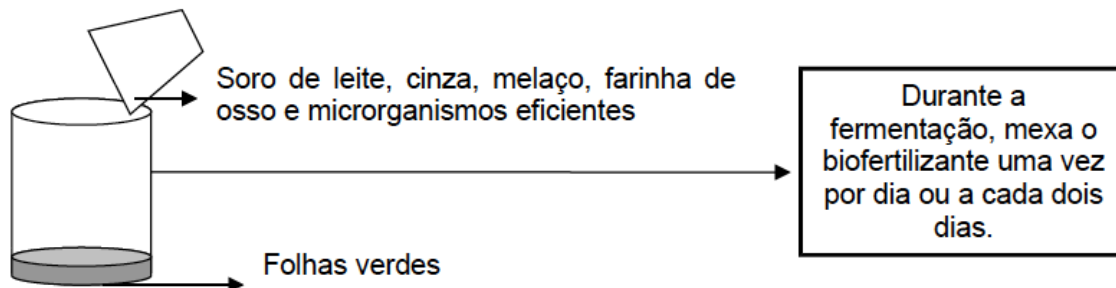 Soro de leite, cinza, melaço, farinha de
osso e microrganismos eficientes
Durante a
fermentação, mexa o
biofertilizante uma vez
por dia ou a cada dois
dias.
Folhas verdes